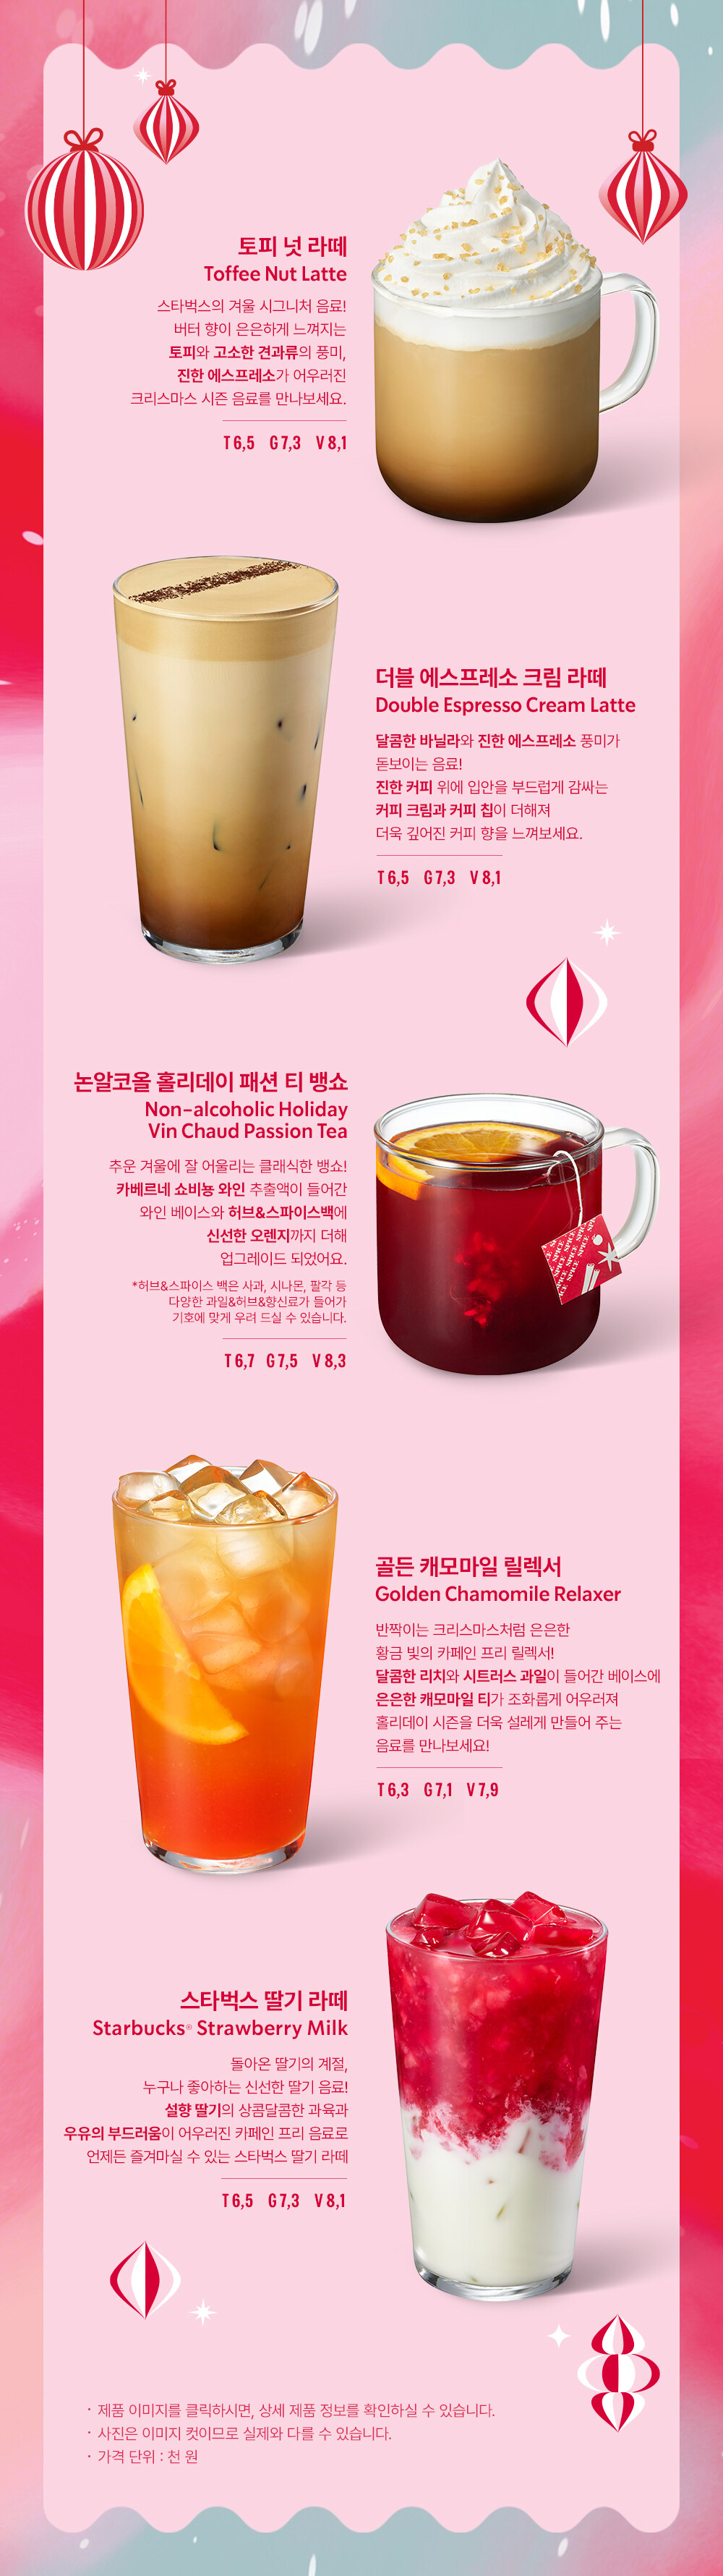 토피 넛 라떼
Toffee Nut Latte
스타벅스의 겨울 시그니처 음료!
버터 향이 은은하게 느껴지는
토피와 고소한 견과류의 풍미,
진한 에스프레소가 어우러진
크리스마스 시즌 음료를 만나보세요.
T 6,5 G 7,3 V 8,1
더블 에스프레소 크림 라떼
Double Espresso Cream Latte
달콤한 바닐라와 진한 에스프레소 풍미가
돋보이는 음료!
진한 커피 위에 입안을 부드럽게 감싸는
커피 크림과 커피 칩이 더해져
더욱 깊어진 커피 향을 느껴보세요.
T 6,5 G 7,3 V 8,1
논알코올 홀리데이 패션 티 뱅쇼
Non-alcoholic Holiday
Vin Chaud Passion Tea
추운 겨울에 잘 어울리는 클래식한 뱅쇼!
카베르네 쇼비뇽 와인 추출액이 들어간
와인 베이스와 허브&스파이스백에
신선한 오렌지까지 더해
업그레이드 되었어요.
*허브&스파이스 백은 사과, 시나몬, 팔각 등
다양한 과일&허브&향신료가 들어가
기호에 맞게 우려 드실 수 있습니다.
T 6,7 G 7,5 V 8,3
골든 캐모마일 릴렉서
Golden Chamomile Relaxer
반짝이는 크리스마스처럼 은은한
황금 빛의 카페인 프리 릴렉서!
달콤한 리치와 시트러스 과일이 들어간 베이스에
은은한 캐모마일 티가 조화롭게 어우러져
홀리데이 시즌을 더욱 설레게 만들어 주는
음료를 만나보세요!
T 6,3 G 7,1 V 7,9
스타벅스 딸기 라떼
Starbucks® Strawberry Milk
돌아온 딸기의 계절,
누구나 좋아하는 신선한 딸기 음료!
설향 딸기의 상콤달콤한 과육과
우유의 부드러움이 어우러진 카페인 프리 음료로
언제든 즐겨마실 수 있는 스타벅스 딸기 라떼
T 6,5 G 7,3 V 8,1
· 제품 이미지를 클릭하시면, 상세 제품 정보를 확인하실 수 있습니다.
· 사진은 이미지 컷이므로 실제와 다를 수 있습니다.
· 가격 단위 : 천 원